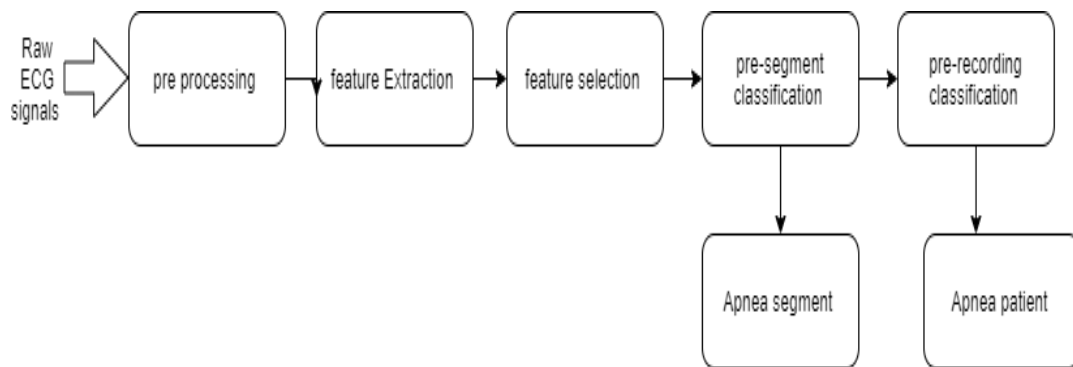 Raw
ECG
signals
pre processing
feature Extraction
feature selection
pre-segment
classification
pre-recording
classification
Apnea segment
Apnea patient